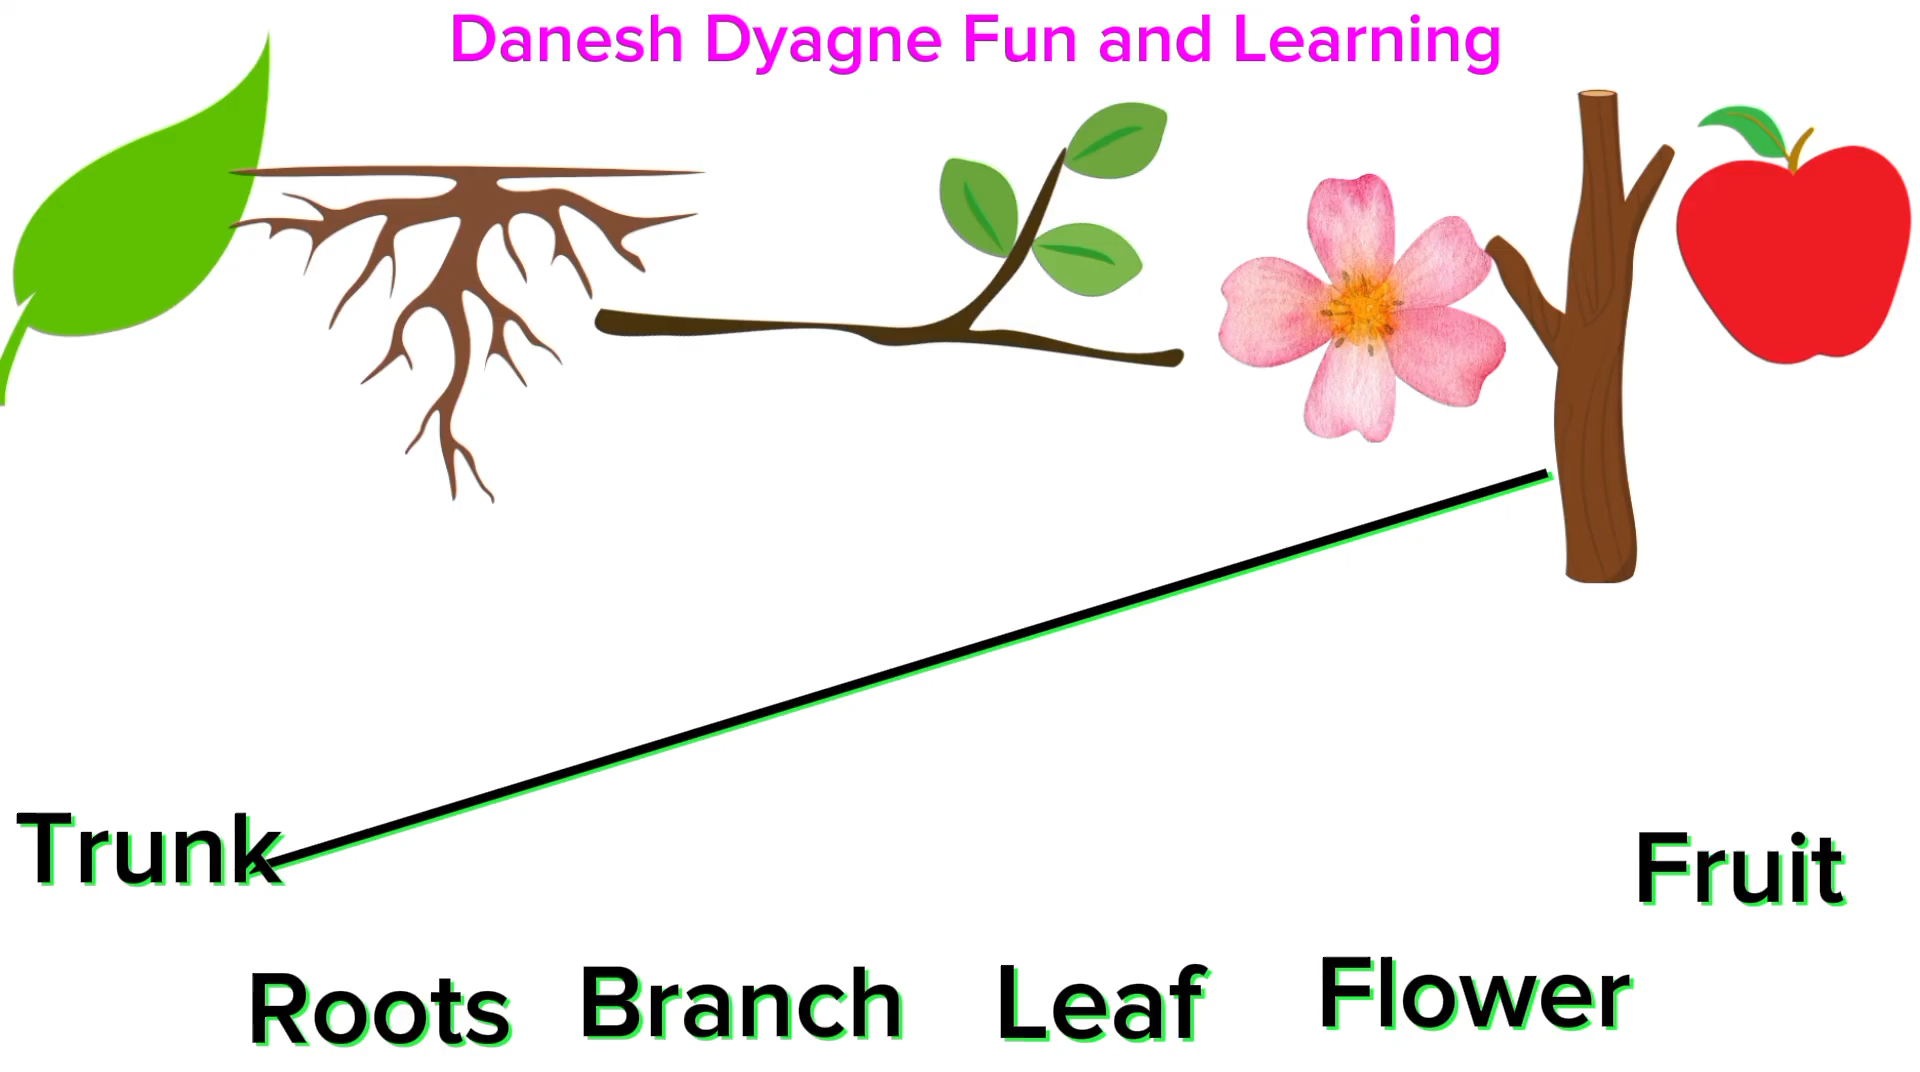 Danesh Dyagne Fun and Learning
Trunk
Fruit
Roots
Branch
Leaf
Flower